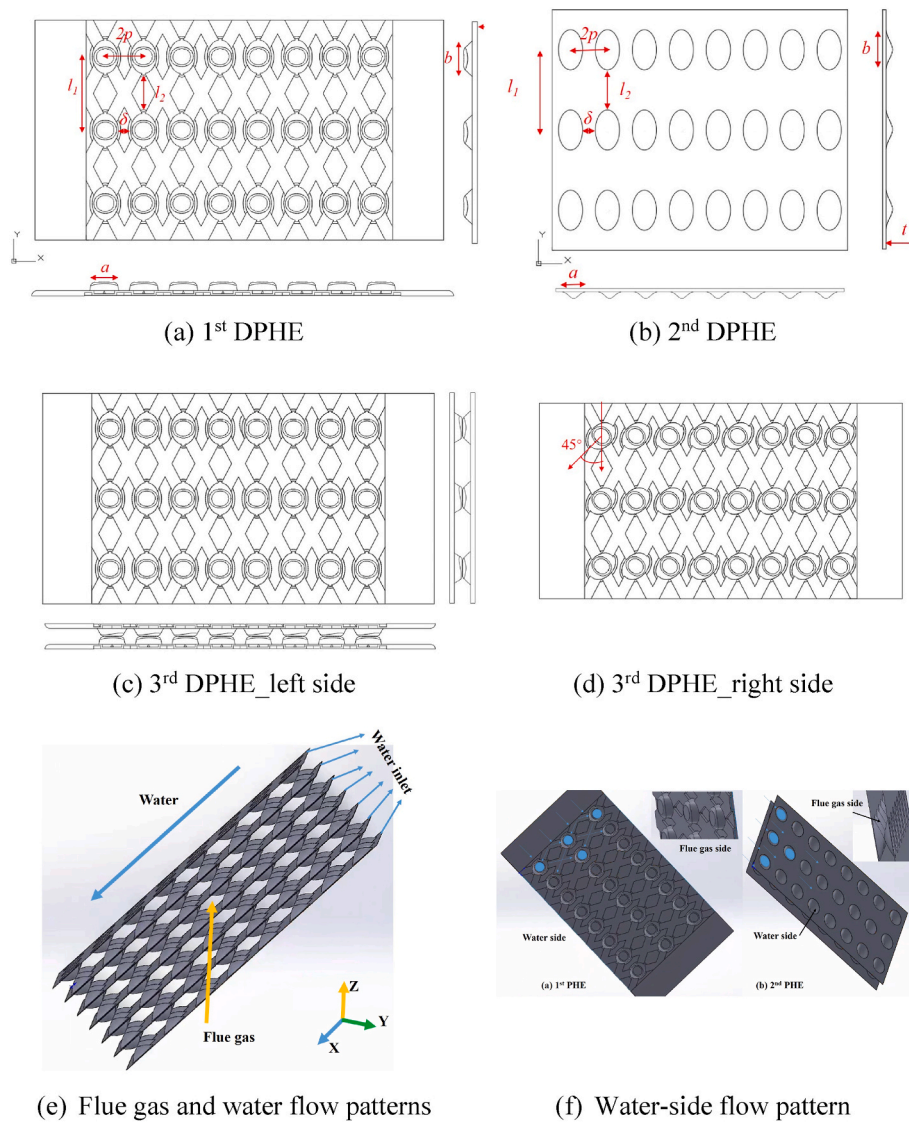 2p
b
l₁
l₂
δ
Y
X
a
(a) 1st DPHE
2p
b
l₁
l₂
δ
Y
X
t
a
(b) 2nd DPHE
(c) 3rd DPHE_left side
45°
(d) 3rd DPHE_right side
Water inlet
Water
Flue gas
Z
Y
X
(e) Flue gas and water flow patterns
Flue gas side
Water side
(a) 1st PHE
Flue gas side
Water side
(b) 2nd PHE
(f) Water-side flow pattern